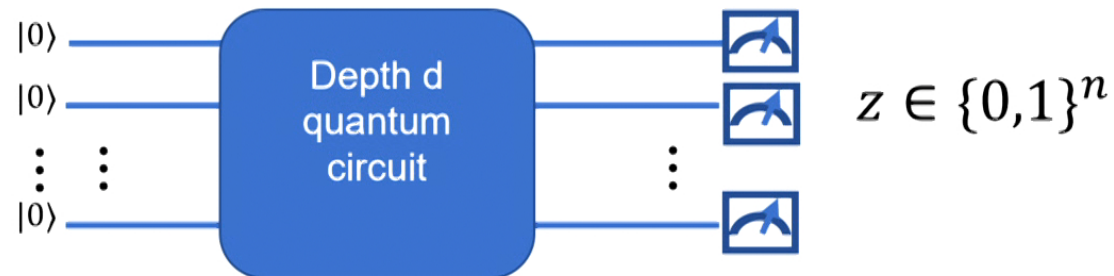 |0⟩
|0⟩
|0⟩
Depth d
quantum
circuit
z ∈ {0,1}ⁿ